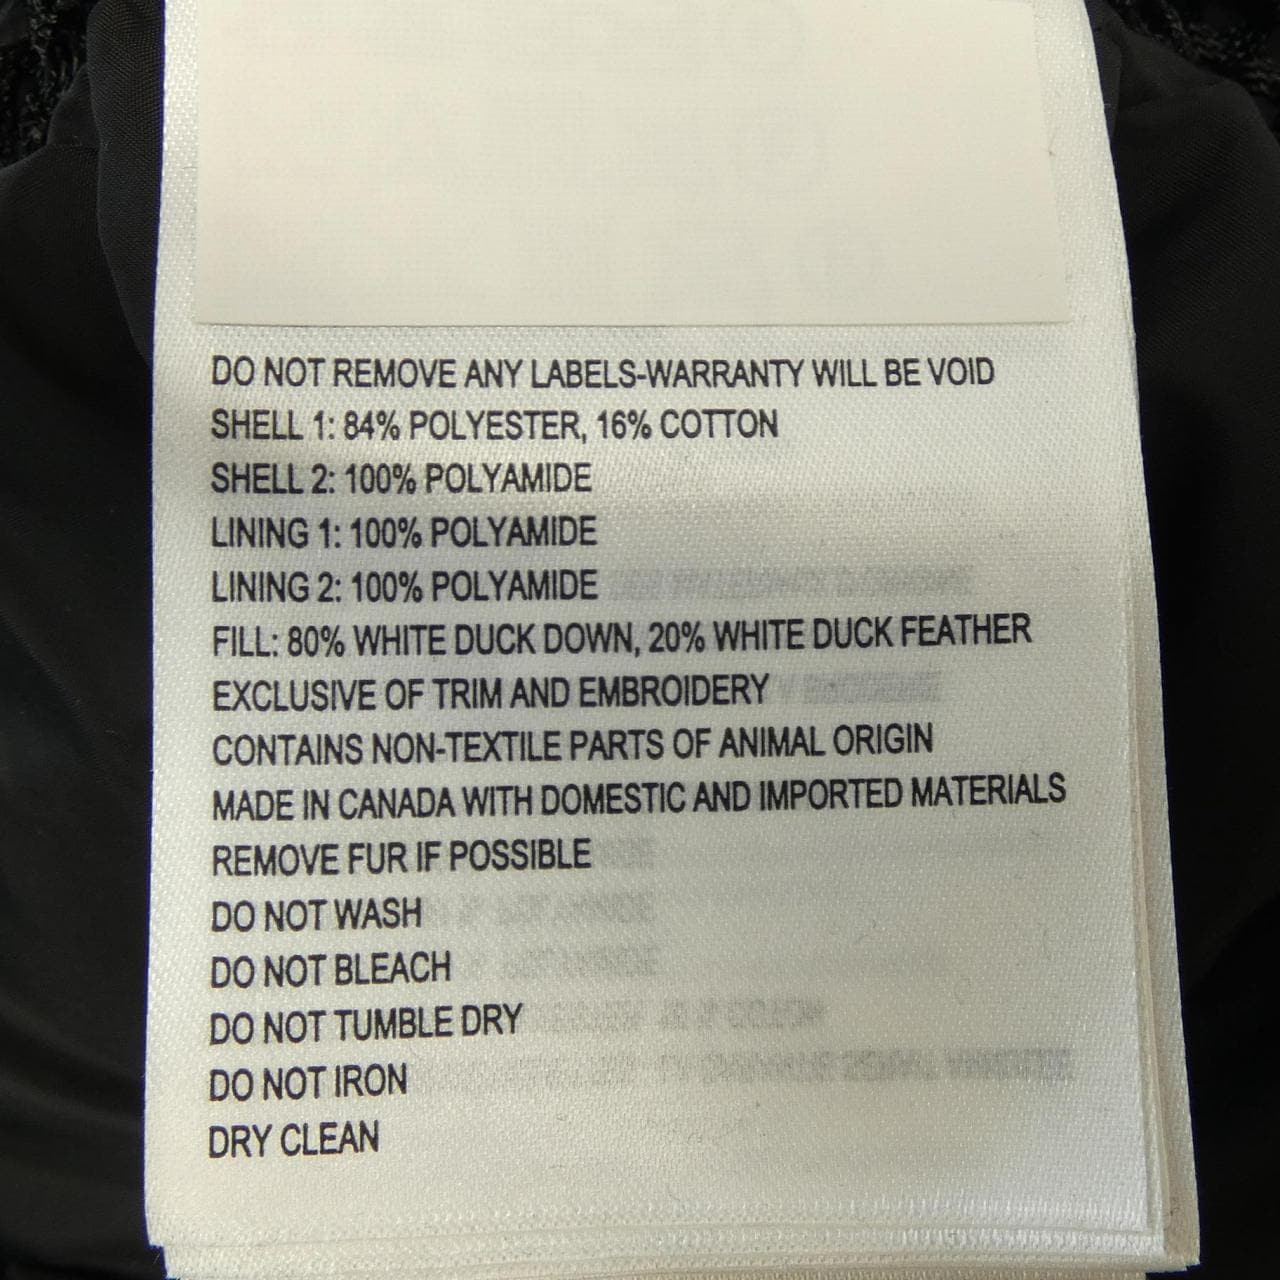 DO NOT REMOVE ANY LABELS-WARRANTY WILL BE VOID
SHELL 1: 84% POLYESTER, 16% COTTON
SHELL 2: 100% POLYAMIDE
LINING 1: 100% POLYAMIDE
LINING 2: 100% POLYAMIDE
FILL: 80% WHITE DUCK DOWN, 20% WHITE DUCK FEATHER
EXCLUSIVE OF TRIM AND EMBROIDERY
CONTAINS NON-TEXTILE PARTS OF ANIMAL ORIGIN
MADE IN CANADA WITH DOMESTIC AND IMPORTED MATERIALS
REMOVE FUR IF POSSIBLE
DO NOT WASH
DO NOT BLEACH
DO NOT TUMBLE DRY
DO NOT IRON
DRY CLEAN